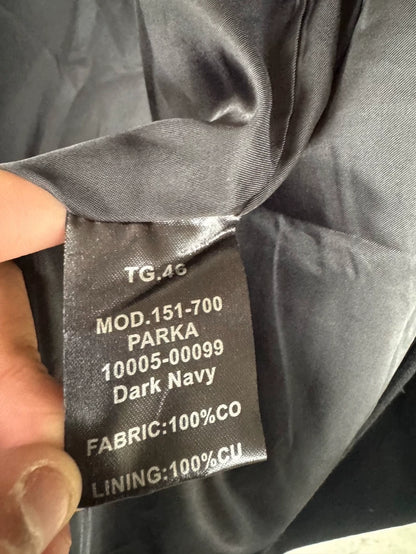 TG.46
MOD.151-700
PARKA
10005-00099
Dark Navy
FABRIC:100%CO
LINING:100%CU